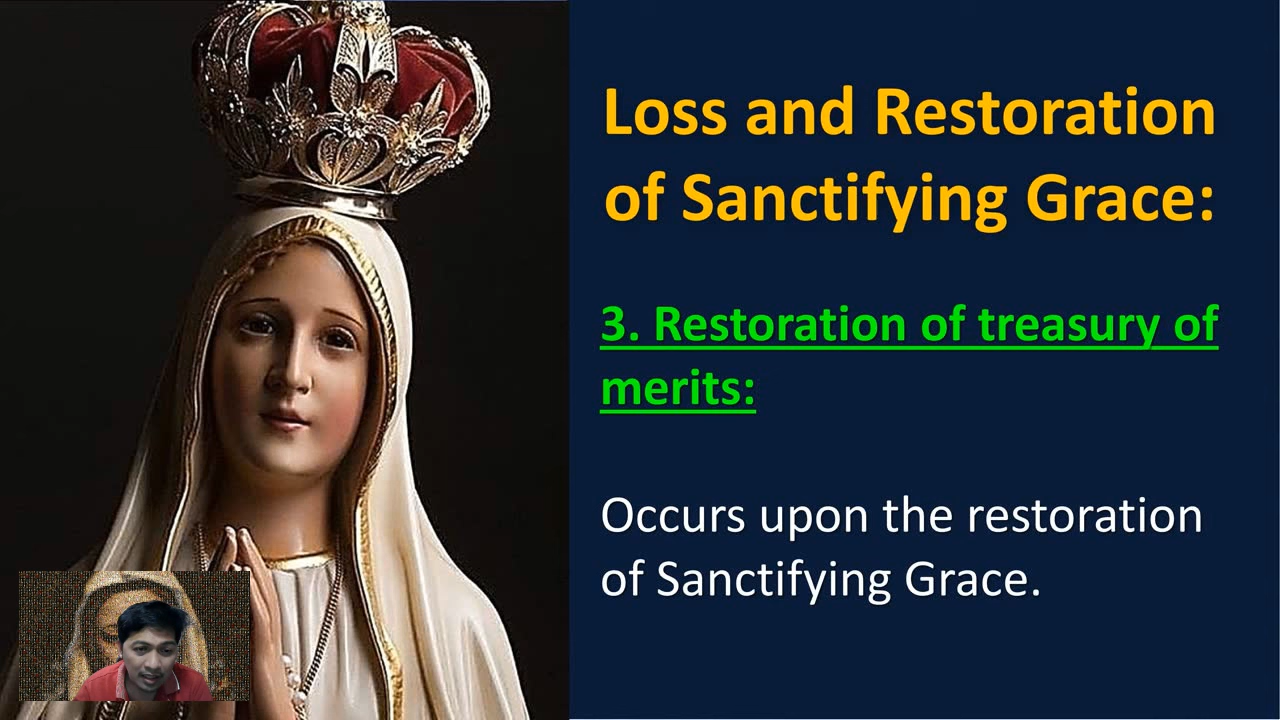 Loss and Restoration
of Sanctifying Grace:
3. Restoration of treasury of
merits:
Occurs upon the restoration
of Sanctifying Grace.